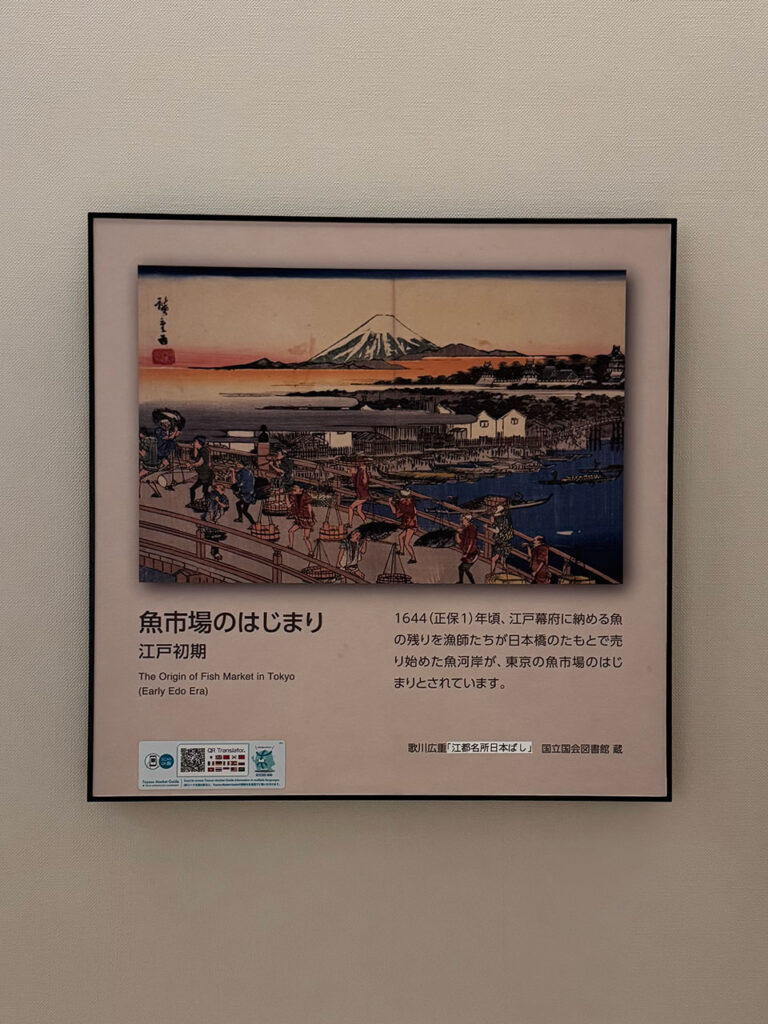 魚市場のはじまり
江戸初期
The Origin of Fish Market in Tokyo
(Early Edo Era)
1644（正保1）年頃、江戸幕府に納める魚
の残りを漁師たちが日本橋のたもとで売
り始めた魚河岸が、東京の魚市場のはじ
まりとされています。
歌川広重「江都名所日本ばし」 国立国会図書館 蔵
QR Translator
Toyosu Market Guide